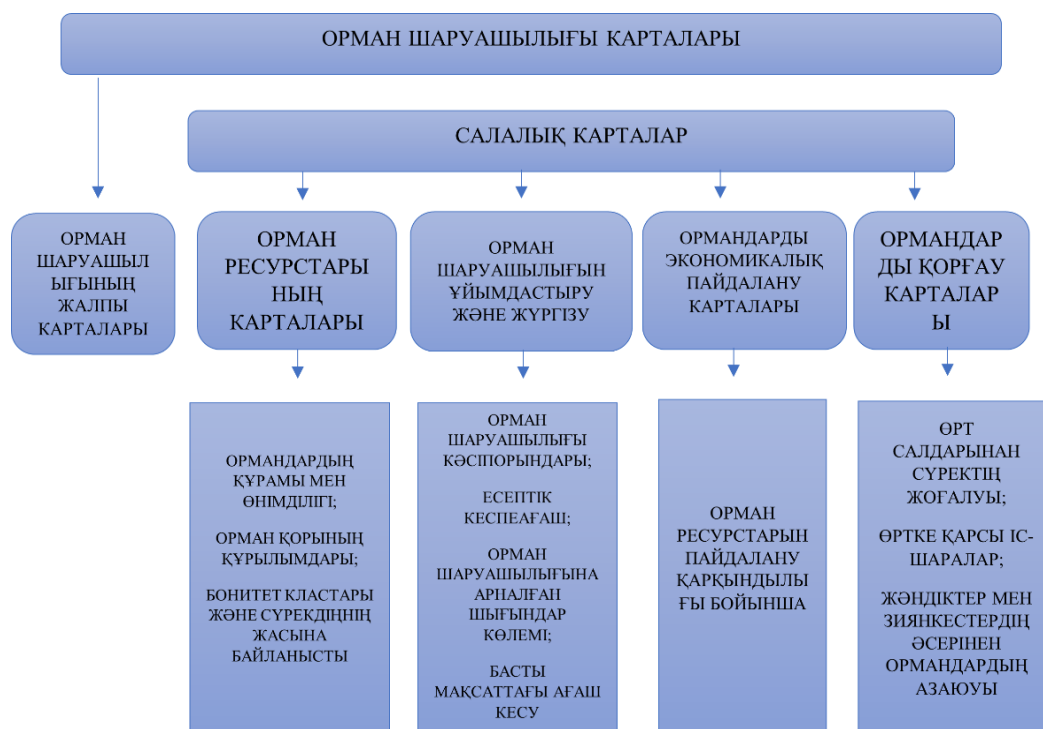 ОРМАН ШАРУАШЫЛЫҒЫ КАРТАЛАРЫ
САЛАЛЫҚ КАРТАЛАР
ОРМАН
ШАРУАШЫЛ
ЫҒЫНЫҢ
ЖАЛПЫ
КАРТАЛАРЫ
ОРМАН
РЕСУРСТАРЫ
НЫҢ
КАРТАЛАРЫ
ОРМАН
ШАРУАШЫЛЫҒЫН
ҰЙЫМДАСТЫРУ
ЖӘНЕ ЖҮРГІЗУ
ОРМАНДАРДЫ
ЭКОНОМИКАЛЫҚ
ПАЙДАЛАНУ
КАРТАЛАРЫ
ОРМАНДАР
ДЫ ҚОРҒАУ
КАРТАЛАР
Ы
ОРМАНДАРДЫҢ
ҚҰРАМЫ МЕН
ӨНІМДІЛІГІ;
ОРМАН ҚОРЫНЫҢ
ҚҰРЫЛЫМДАРЫ;
БОНИТЕТ КЛАСТАРЫ
ЖӘНЕ СҮРЕКДІҢНІҢ
ЖАСЫНА
БАЙЛАНЫСТЫ
ОРМАН
ШАРУАШЫЛЫҒЫ
КӘСІПОРЫНДАРЫ;
ЕСЕПТІК
КЕСПЕАҒАШ;
ОРМАН
ШАРУАШЫЛЫҒЫНА
АРНАЛҒАН
ШЫҒЫНДАР
КӨЛЕМІ;
БАСТЫ
МАҚСАТТАҒЫ АҒАШ
КЕСУ
ОРМАН
РЕСУРСТАРЫН
ПАЙДАЛАНУ
ҚАРҚЫНДЫЛЫ
ҒЫ БОЙЫНША
ӨРТ
САЛДАРЫНАН
СҮРЕКТІҢ
ЖОҒАЛУЫ;
ӨРТКЕ ҚАРСЫ ІС-
ШАРАЛАР;
ЖӘНДІКТЕР МЕН
ЗИЯНКЕСТЕРДІҢ
ӘСЕРІНЕН
ОРМАНДАРДЫҢ
АЗАЮУЫ